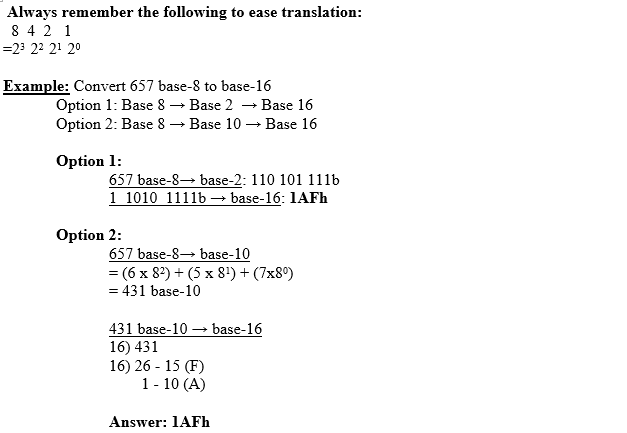 Always remember the following to ease translation:
8 4 2 1
=2³ 2² 2¹ 2⁰
Example: Convert 657 base-8 to base-16
Option 1: Base 8 → Base 2 → Base 16
Option 2: Base 8 → Base 10 → Base 16
Option 1:
657 base-8→ base-2: 110 101 111b
1 1010 1111b → base-16: 1AFh
Option 2:
657 base-8→ base-10
= (6 x 8²) + (5 x 8¹) + (7x8⁰)
= 431 base-10
431 base-10 → base-16
16) 431
16) 26 - 15 (F)
1 - 10 (A)
Answer: 1AFh